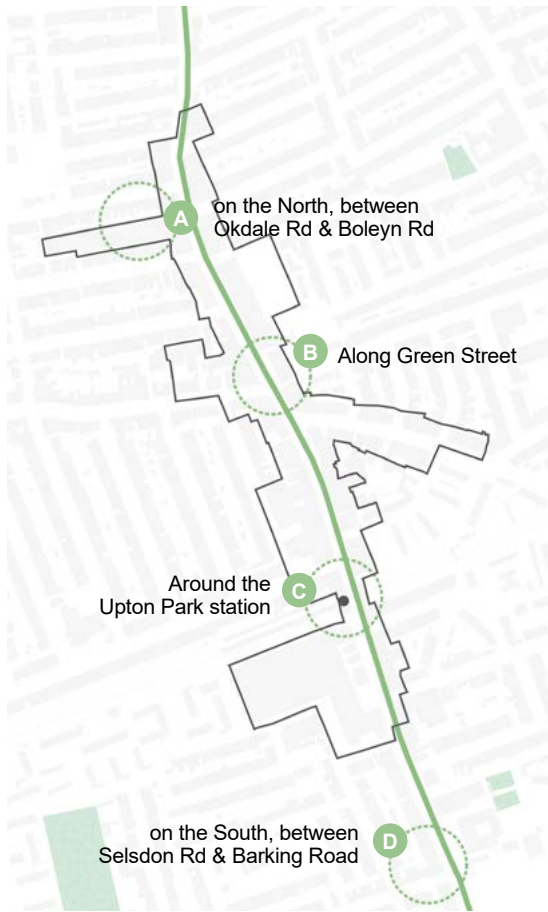 A
on the North, between
Okdale Rd & Boleyn Rd
B
Along Green Street
C
Around the
Upton Park station
D
on the South, between
Selsdon Rd & Barking Road